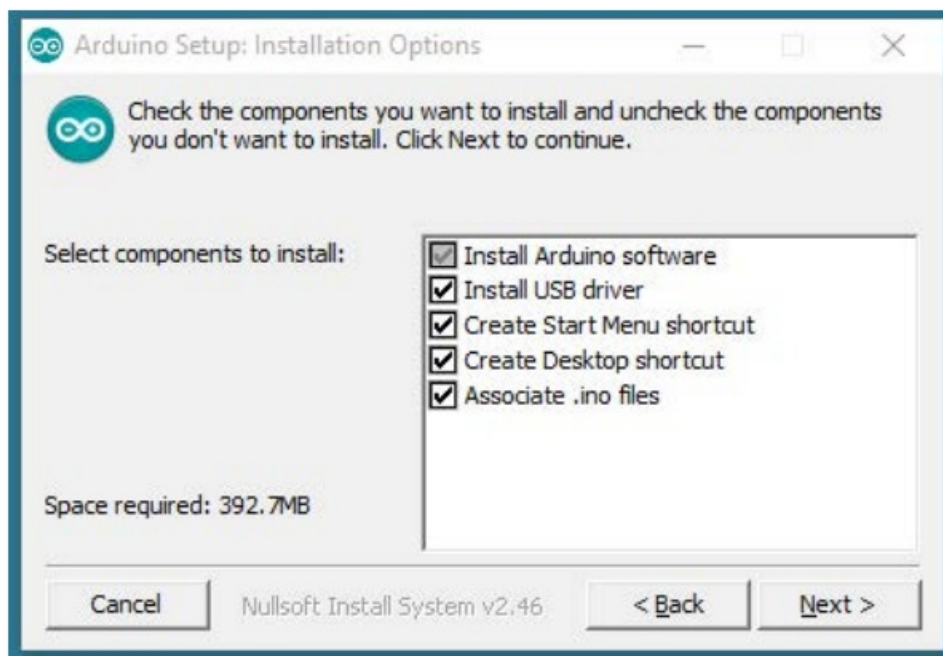 Arduino Setup: Installation Options
Check the components you want to install and uncheck the components
you don't want to install. Click Next to continue.
Select components to install:
Install Arduino software
Install USB driver
Create Start Menu shortcut
Create Desktop shortcut
Associate .ino files
Space required: 392.7MB
Cancel
Nullsoft Install System v2.46
< Back
Next >